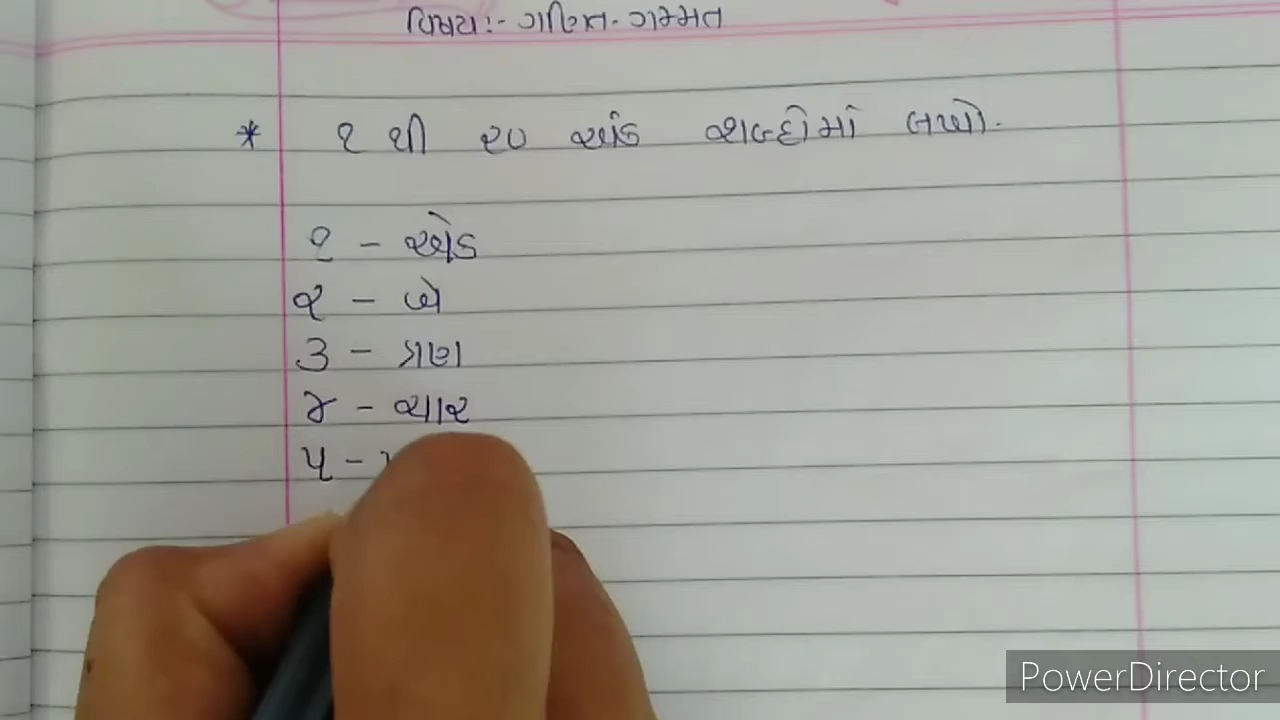 વિષય:- ગણિત-ગમ્મત
* ૧ થી ૨૦ અંક શબ્દોમાં લખો.
૧ - એક
૨ - બે
૩ - ત્રણ
૪ - ચાર
૫ -
PowerDirector